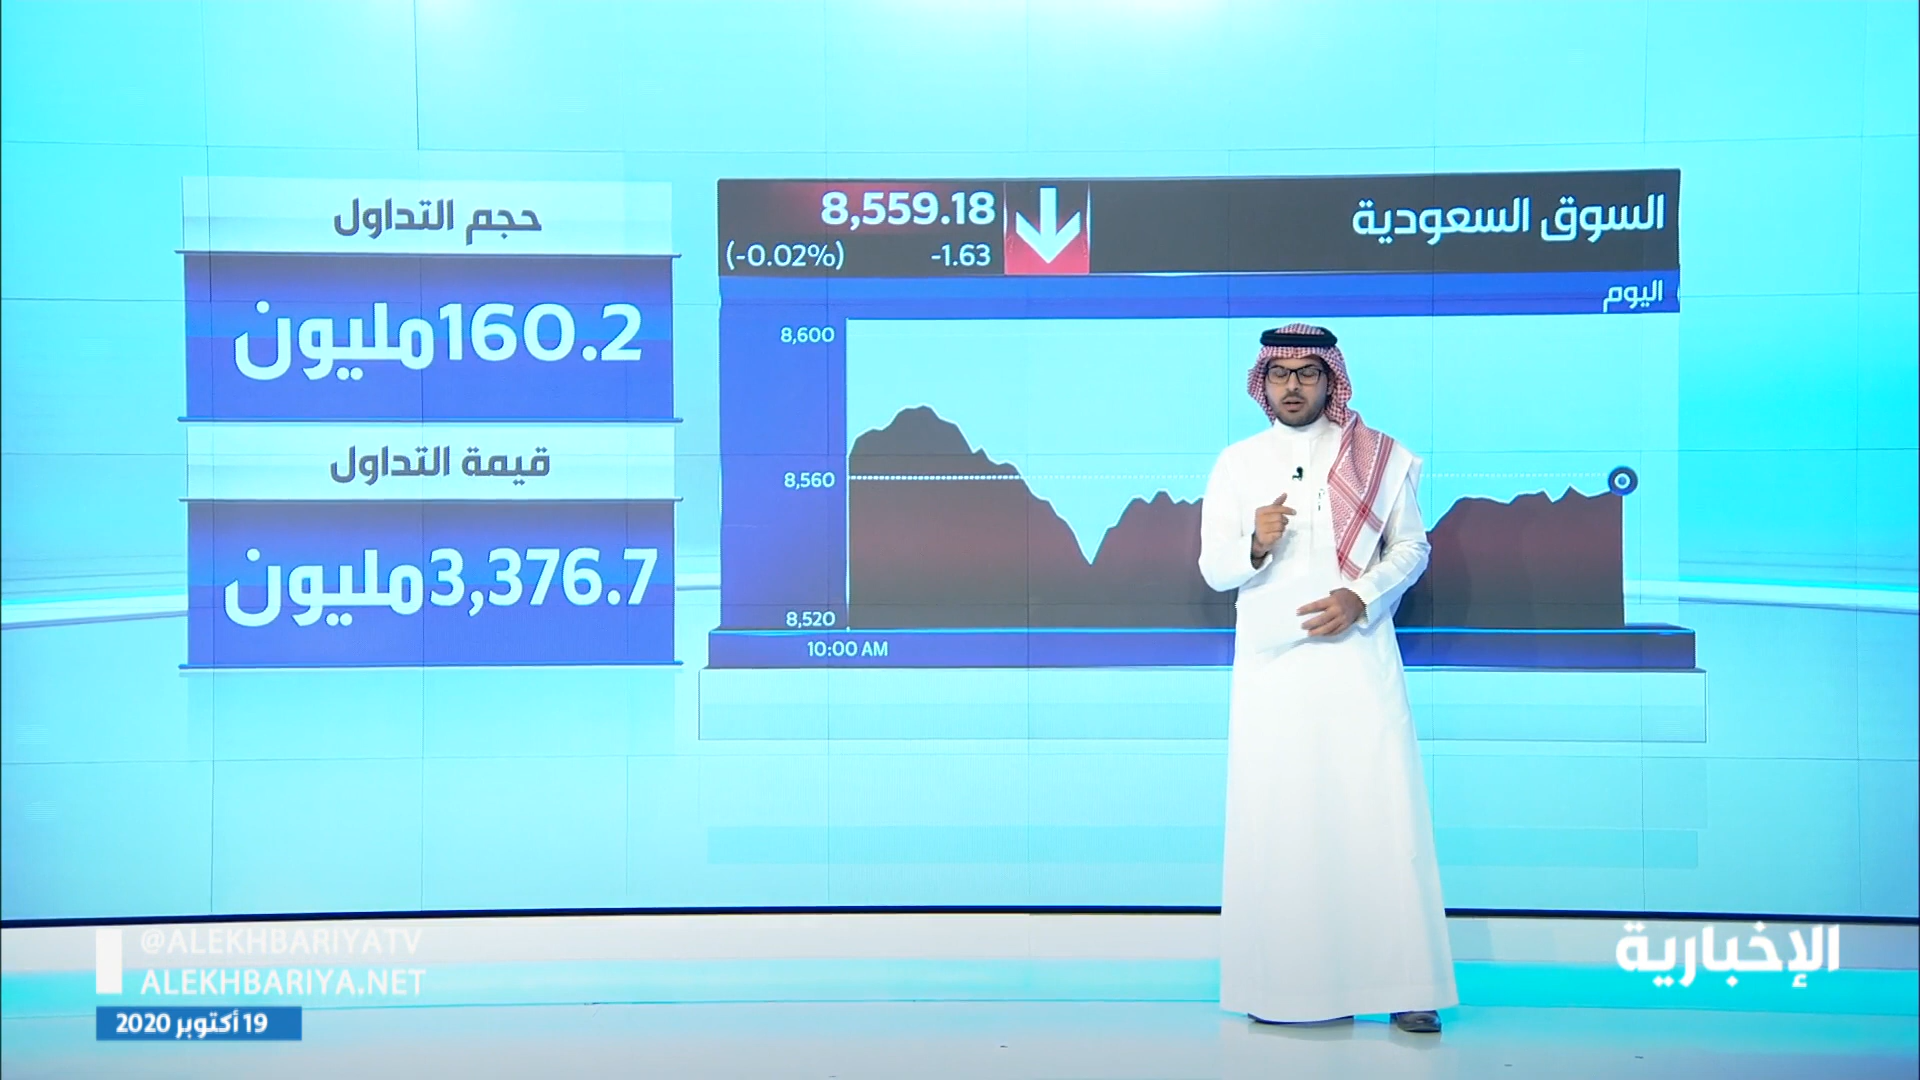 السوق السعودية
8,559.18
-1.63
(-0.02%)
اليوم
8,600
8,560
8,520
10:00 AM
حجم التداول
160.2مليون
قيمة التداول
3,376.7مليون
الإخبارية
@ALEKHBARIYATV
ALEKHBARIYA.NET
19 أكتوبر 2020